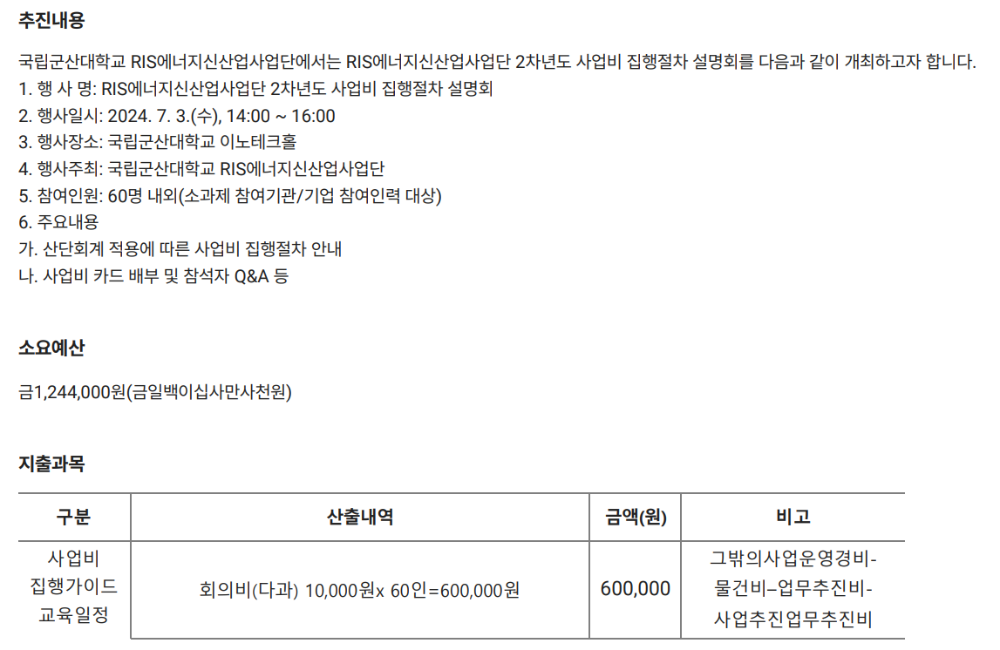 추진내용
국립군산대학교 RIS에너지신산업사업단에서는 RIS에너지신산업사업단 2차년도 사업비 집행절차 설명회를 다음과 같이 개최하고자 합니다.
1. 행 사 명: RIS에너지신산업사업단 2차년도 사업비 집행절차 설명회
2. 행사일시: 2024. 7. 3.(수), 14:00 ~ 16:00
3. 행사장소: 국립군산대학교 이노테크홀
4. 행사주최: 국립군산대학교 RIS에너지신산업사업단
5. 참여인원: 60명 내외(소과제 참여기관/기업 참여인력 대상)
6. 주요내용
가. 산단회계 적용에 따른 사업비 집행절차 안내
나. 사업비 카드 배부 및 참석자 Q&A 등
소요예산
금1,244,000원(금일백이십사만사천원)
지출과목
구분 산출내역 금액(원) 비고
사업비
집행가이드
교육일정
회의비(다과) 10,000원x 60인=600,000원
600,000
그밖의사업운영경비-
물건비–업무추진비-
사업추진업무추진비